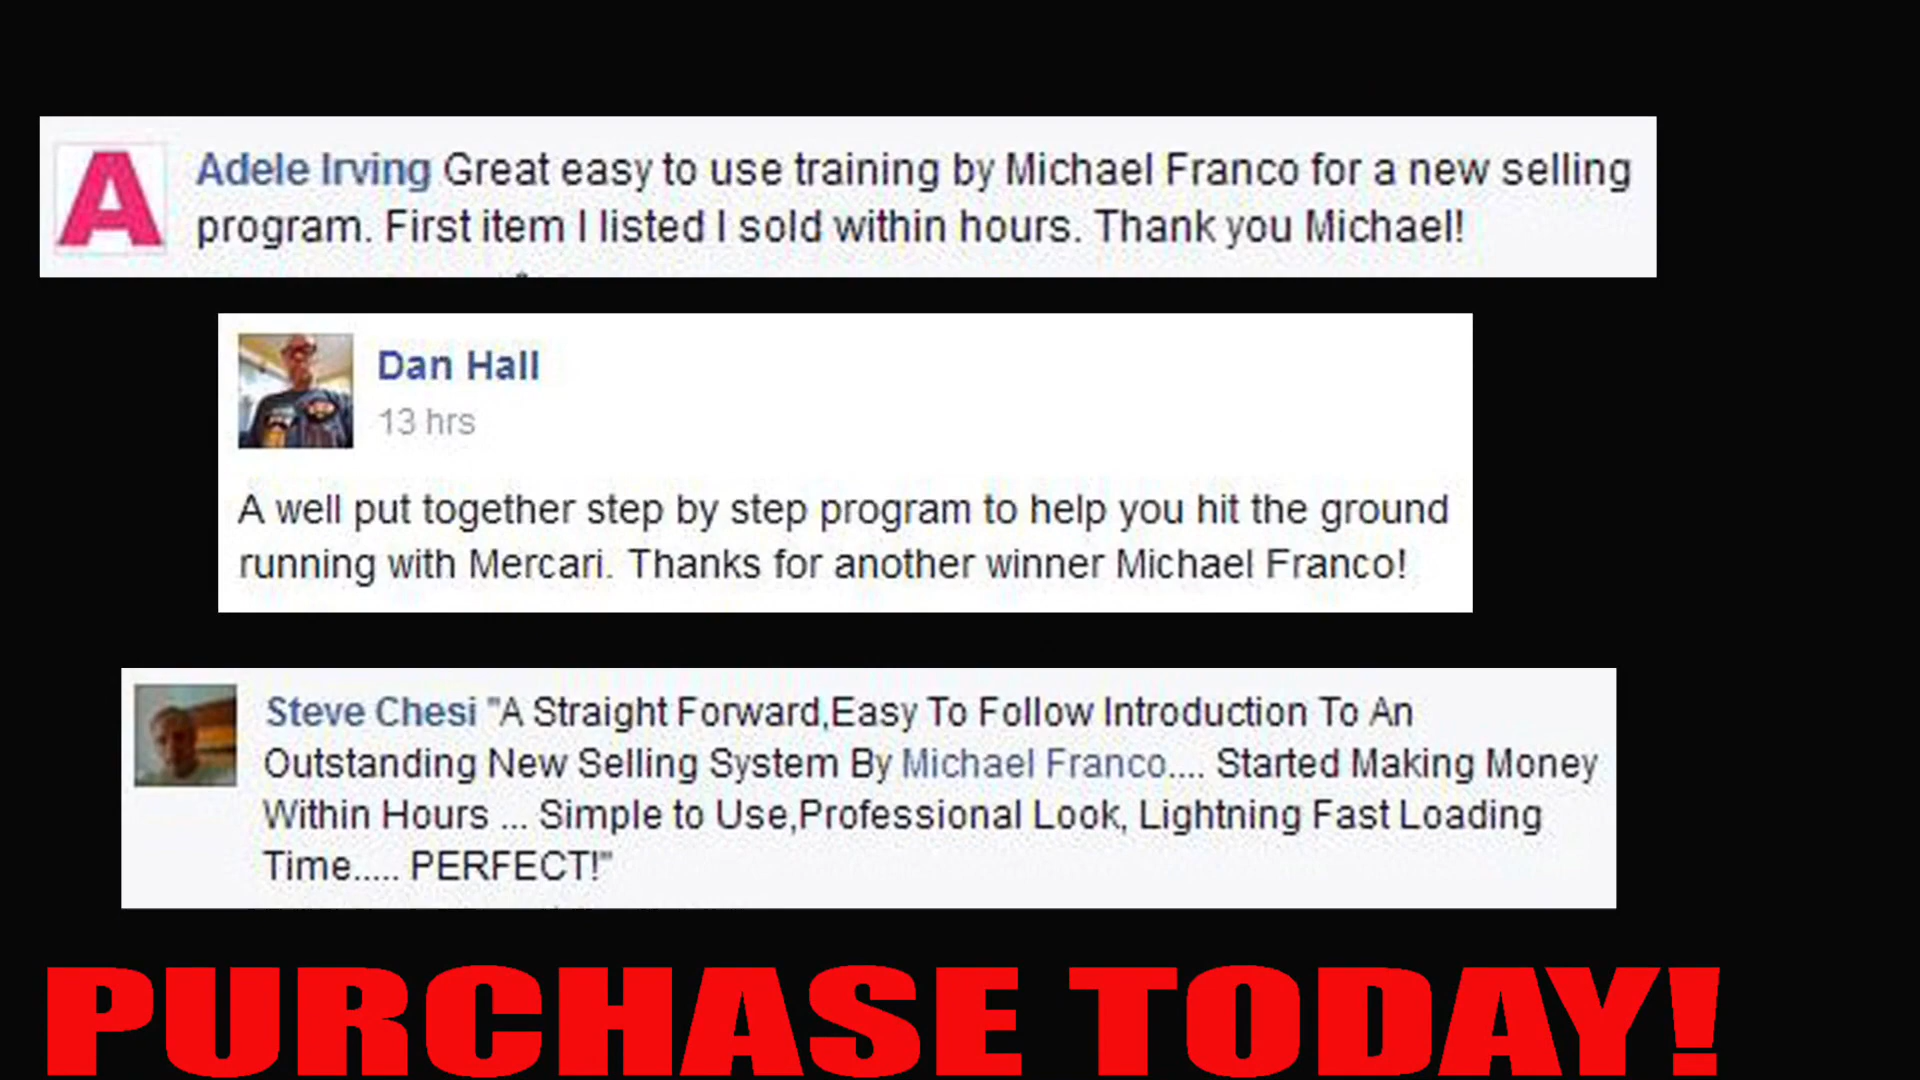 A
Adele Irving Great easy to use training by Michael Franco for a new selling
program. First item I listed I sold within hours. Thank you Michael!
Dan Hall
13 hrs
A well put together step by step program to help you hit the ground
running with Mercari. Thanks for another winner Michael Franco!
Steve Chesi "A Straight Forward,Easy To Follow Introduction To An
Outstanding New Selling System By Michael Franco.... Started Making Money
Within Hours ... Simple to Use,Professional Look, Lightning Fast Loading
Time..... PERFECT!"
PURCHASE TODAY!